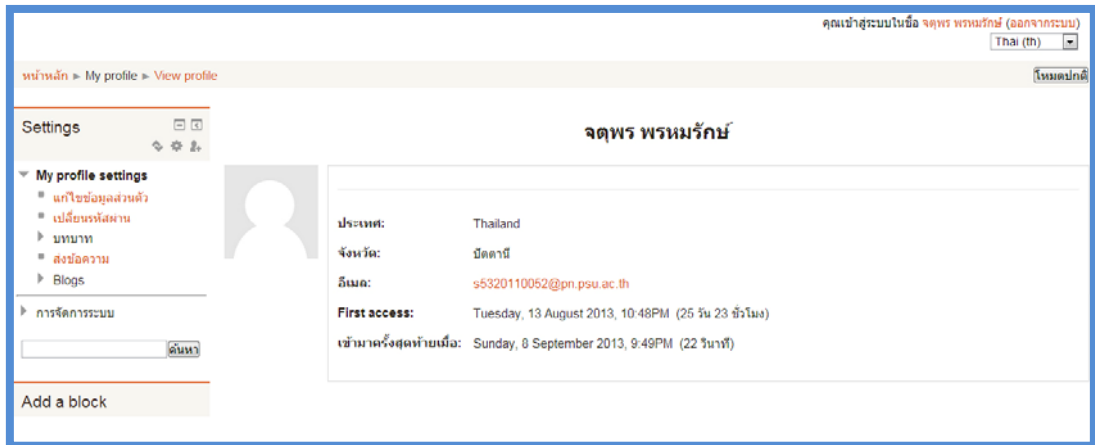 คุณเข้าสู่ระบบในชื่อ จตุพร พรหมรักษ์ (ออกจากระบบ)
Thai (th)
หน้าหลัก ► My profile ► View profile
โหมดปกติ
Settings
จตุพร พรหมรักษ์
My profile settings
แก้ไขข้อมูลส่วนตัว
เปลี่ยนรหัสผ่าน
บทบาท
ส่งข้อความ
Blogs
การจัดการระบบ
ค้นหา
Add a block
ประเทศ: Thailand
จังหวัด: ปัตตานี
อีเมล: s5320110052@pn.psu.ac.th
First access: Tuesday, 13 August 2013, 10:48PM (25 วัน 23 ชั่วโมง)
เข้ามาครั้งสุดท้ายเมื่อ: Sunday, 8 September 2013, 9:49PM (22 วินาที)